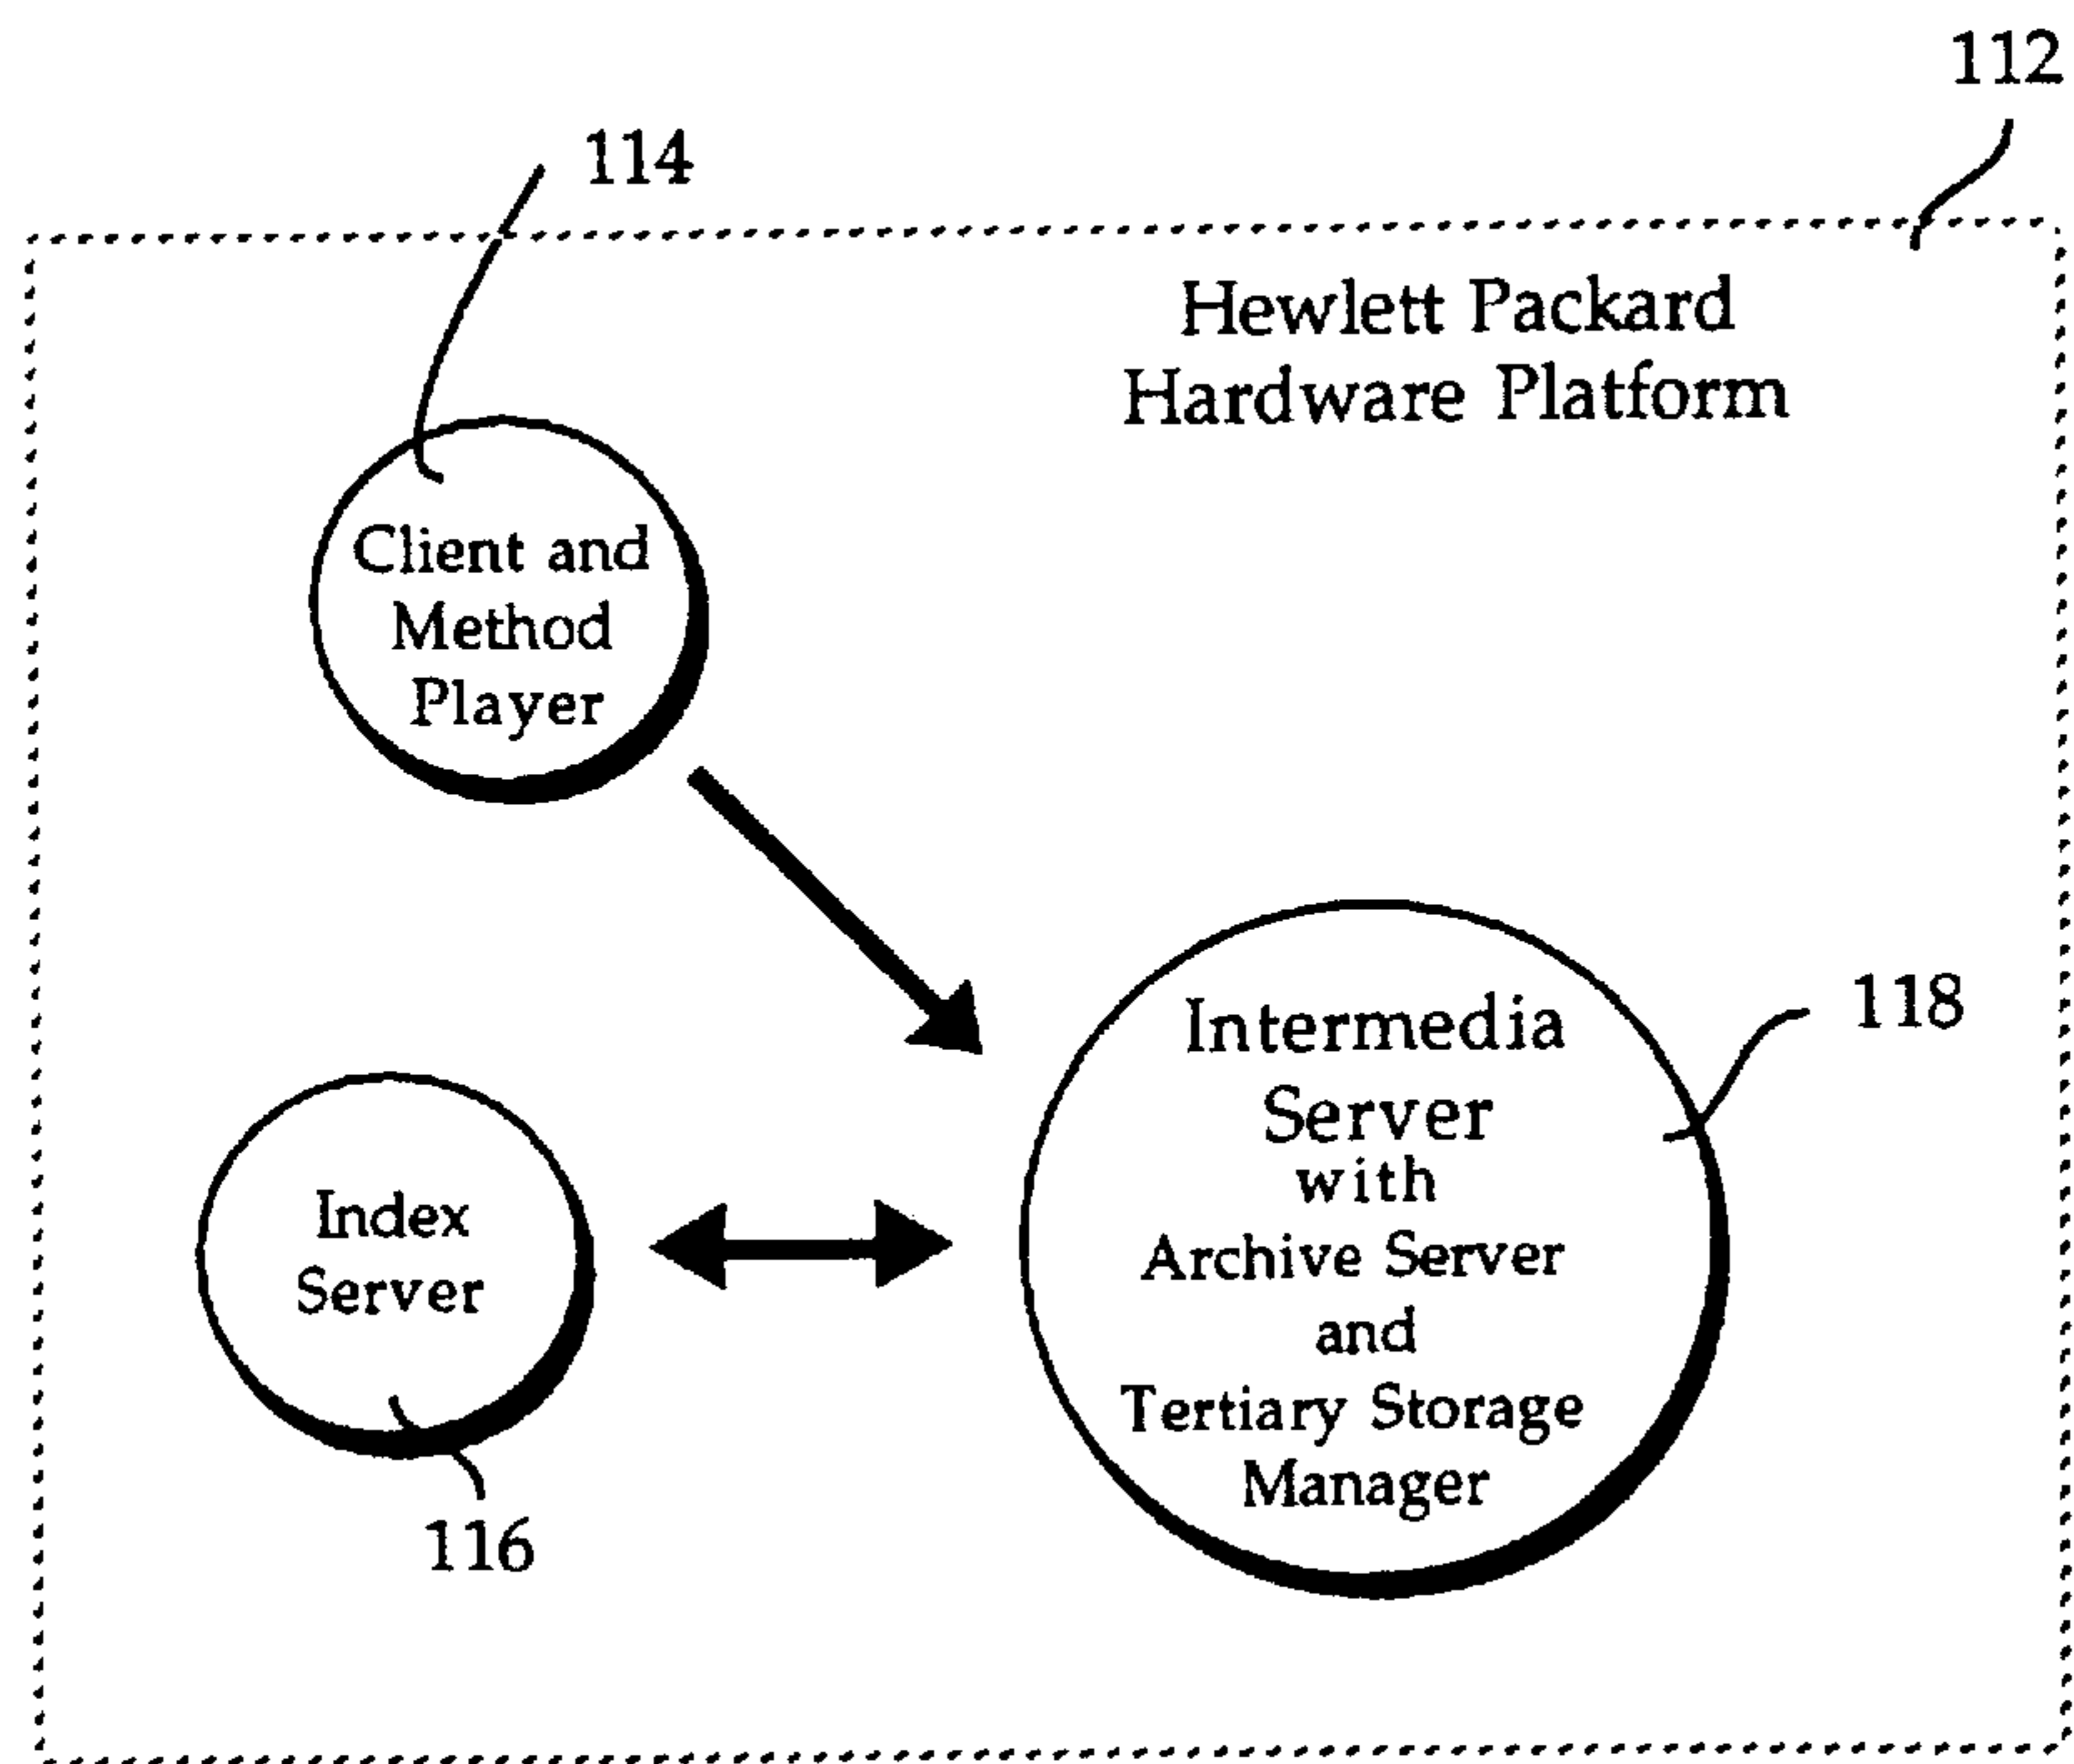 112
114
Hewlett Packard
Hardware Platform
Client and
Method
Player
Intermedia
Server
with
Archive Server
and
Tertiary Storage
Manager
118
Index
Server
116